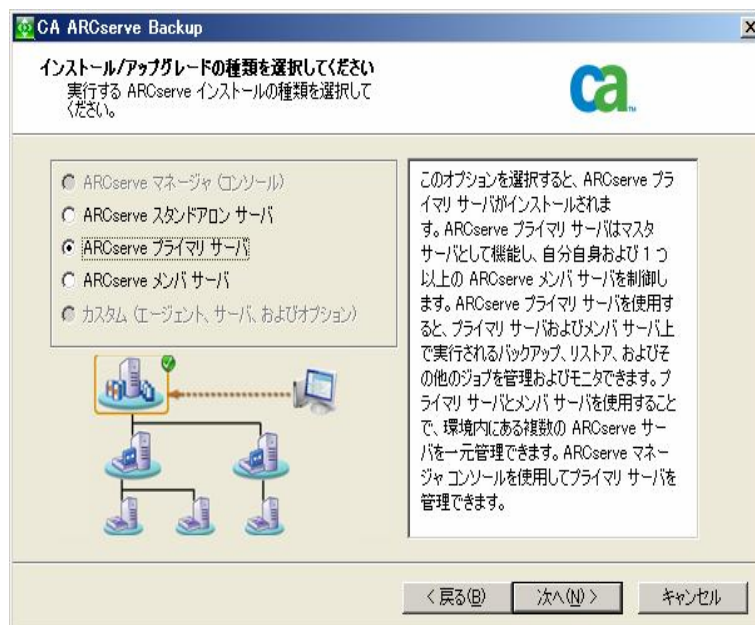 CA ARCserve Backup
インストール/アップグレードの種類を選択してください
実行する ARCserve インストールの種類を選択して
ください。
ca
ARCserve マネージャ (コンソール)
ARCserve スタンドアロン サーバ
ARCserve プライマリ サーバ
ARCserve メンバ サーバ
カスタム (エージェント、サーバ、およびオプション)
このオプションを選択すると、ARCserve プラ
イマリ サーバがインストールされま
す。ARCserve プライマリ サーバはマスタ
サーバとして機能し、自分自身および 1 つ
以上の ARCserve メンバ サーバを制御し
ます。ARCserve プライマリ サーバを使用す
ると、プライマリ サーバおよびメンバ サーバ上
で実行されるバックアップ、リストア、およびそ
の他のジョブを管理およびモニタできます。プ
ライマリ サーバとメンバ サーバを使用すること
で、環境内にある複数の ARCserve サー
バを一元管理できます。ARCserve マネー
ジャ コンソールを使用してプライマリ サーバを
管理できます。
< 戻る(B)
次へ(N) >
キャンセル